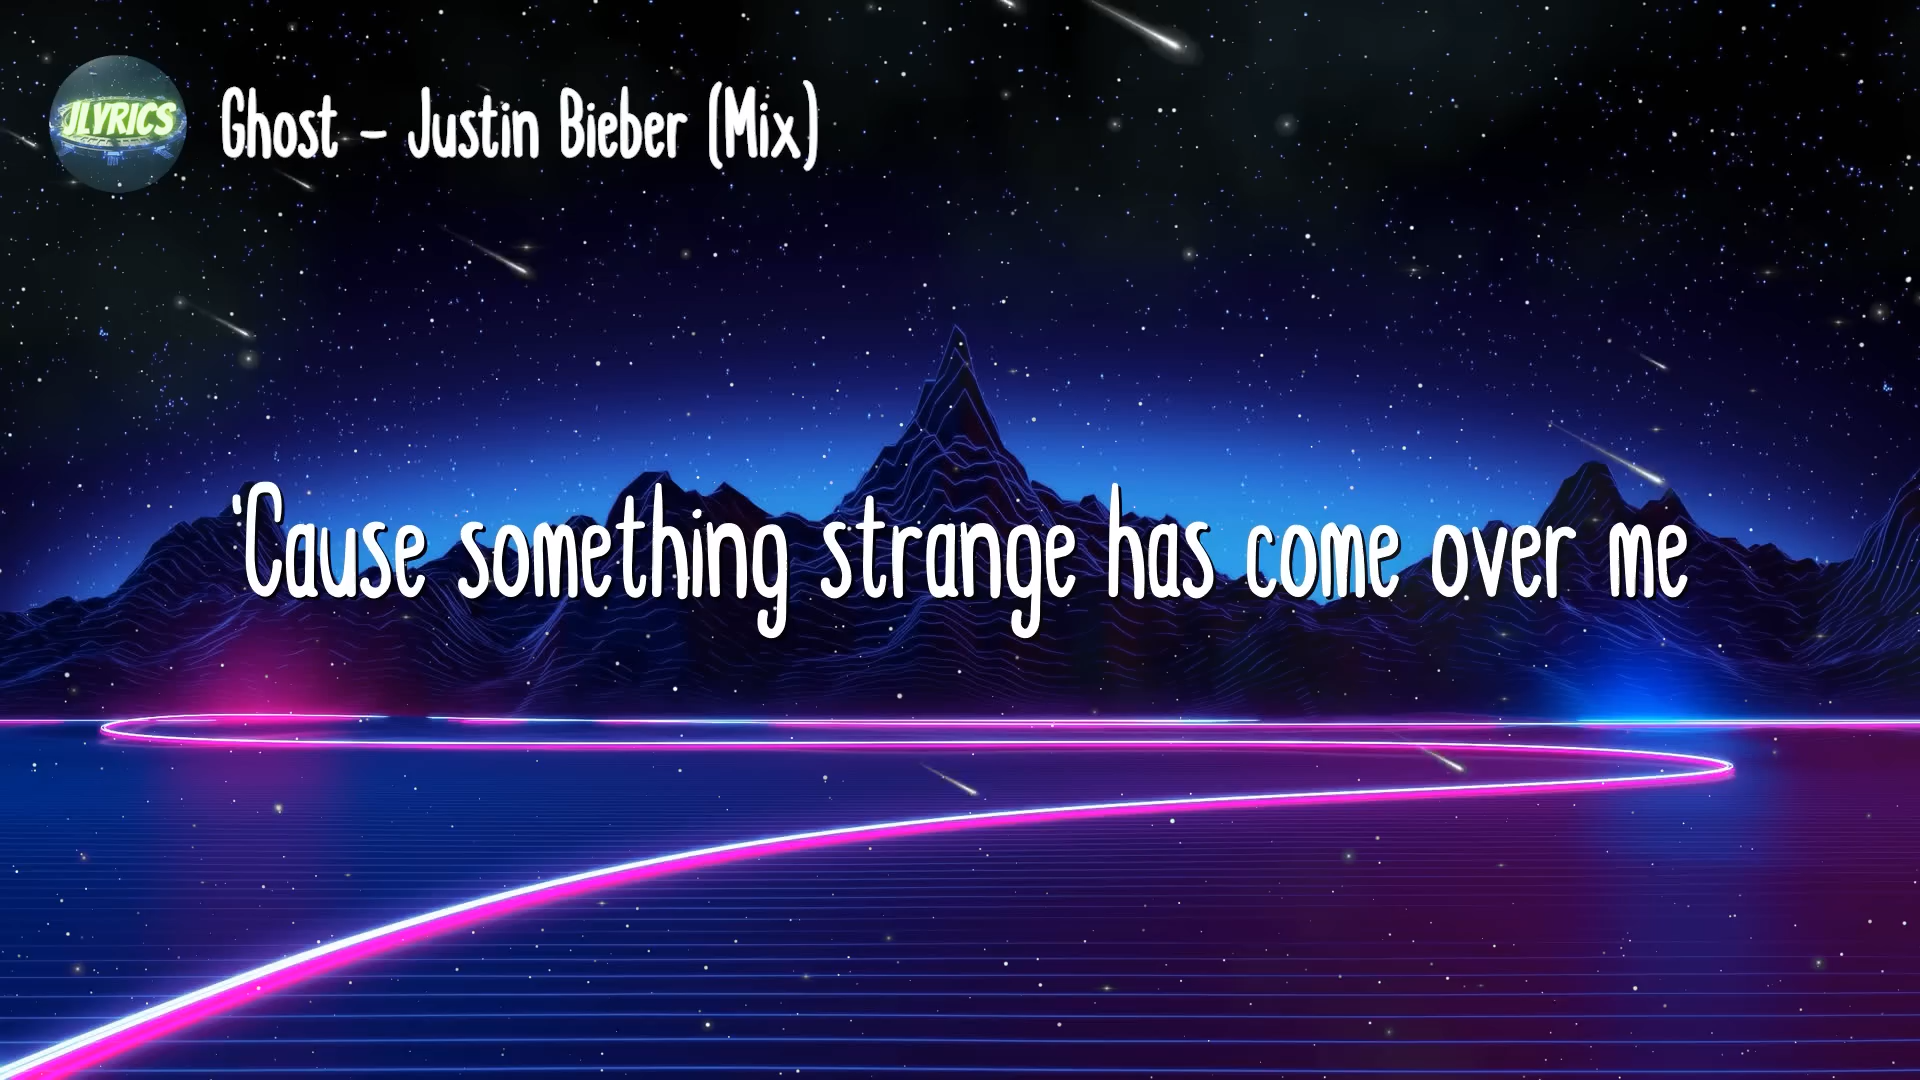 JLYRICS
Ghost - Justin Bieber (Mix)
'Cause something strange has come over me